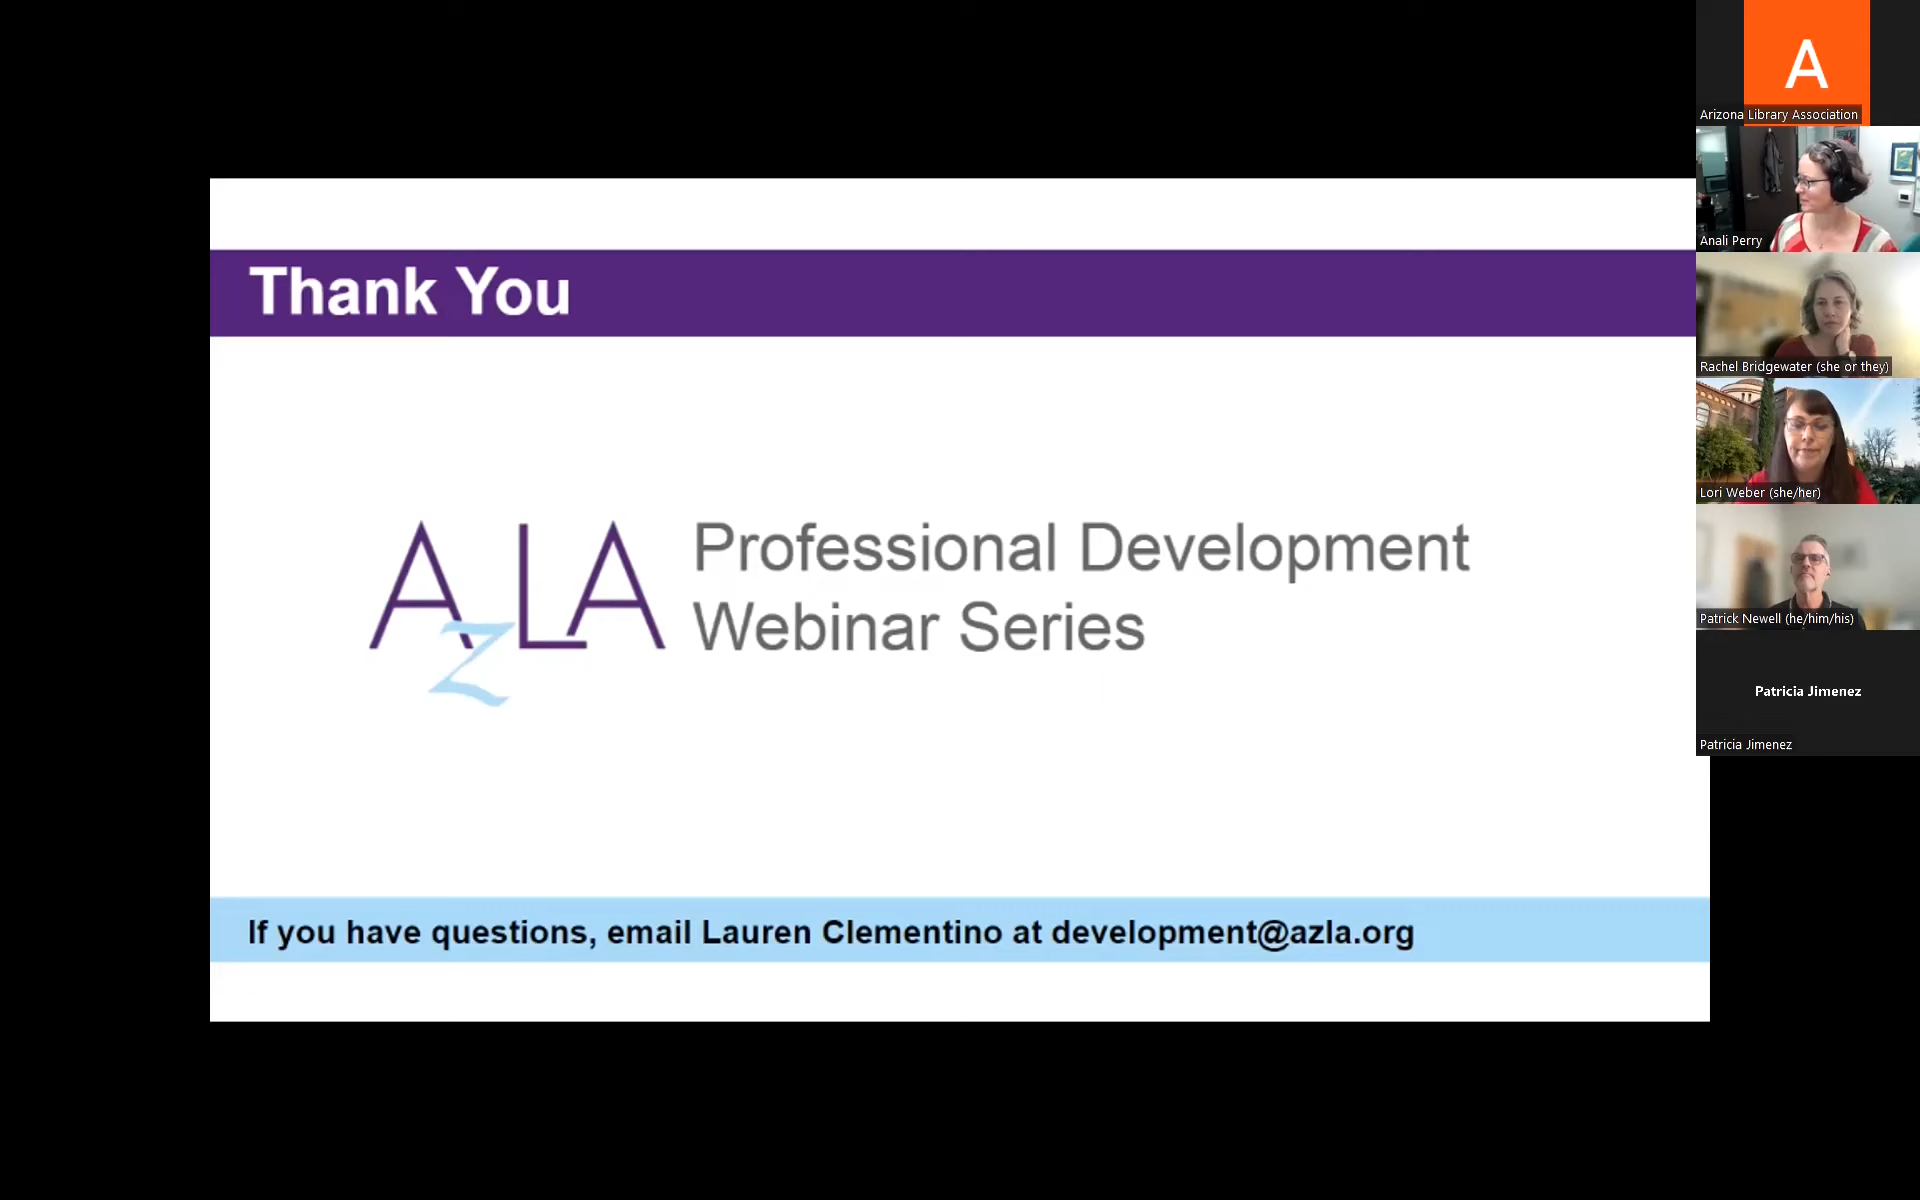 Thank You
AzLA
Professional Development
Webinar Series
If you have questions, email Lauren Clementino at development@azla.org
A
Arizona Library Association
Anali Perry
Rachel Bridgewater (she or they)
Lori Weber (she/her)
Patrick Newell (he/him/his)
Patricia Jimenez
Patricia Jimenez